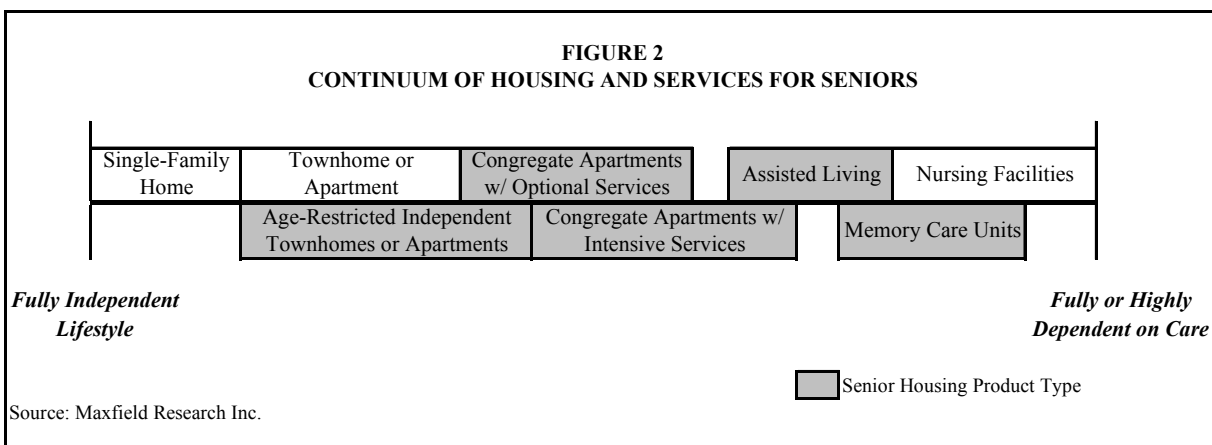 FIGURE 2
CONTINUUM OF HOUSING AND SERVICES FOR SENIORS
Single-Family
Home
Townhome or
Apartment
Congregate Apartments
w/ Optional Services
Assisted Living
Nursing Facilities
Age-Restricted Independent
Townhomes or Apartments
Congregate Apartments w/
Intensive Services
Memory Care Units
Fully Independent
Lifestyle
Fully or Highly
Dependent on Care
Senior Housing Product Type
Source: Maxfield Research Inc.